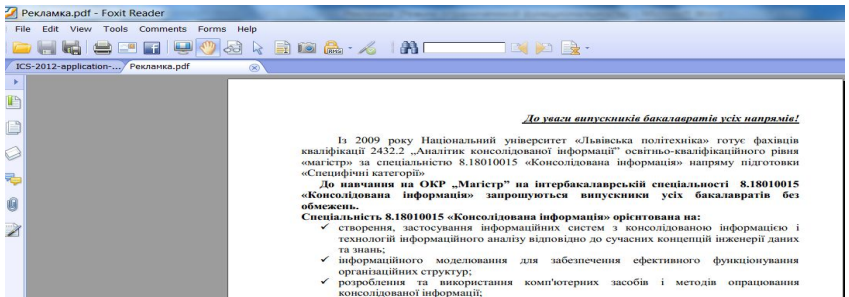 Рекламка.pdf - Foxit Reader
File Edit View Tools Comments Forms Help
ICS-2012-application-... Рекламка.pdf
До уваги випускників бакалавратів усіх напрямів!
Із 2009 року Національний університет «Львівська політехніка» готує фахівців
кваліфікації 2432.2 „Аналітик консолідованої інформації” освітньо-кваліфікаційного рівня
«магістр» за спеціальністю 8.18010015 «Консолідована інформація» напряму підготовки
«Специфічні категорії»
До навчання на ОКР „Магістр” на інтербакалаврській спеціальності 8.18010015
«Консолідована інформація» запрошуються випускники усіх бакалавратів без
обмежень.
Спеціальність 8.18010015 «Консолідована інформація» орієнтована на:
✓ створення, застосування інформаційних систем з консолідованою інформацією і
технологій інформаційного аналізу відповідно до сучасних концепцій інженерії даних
та знань;
✓ інформаційного моделювання для забезпечення ефективного функціонування
організаційних структур;
✓ розроблення та використання комп'ютерних засобів і методів опрацювання
консолідованої інформації;